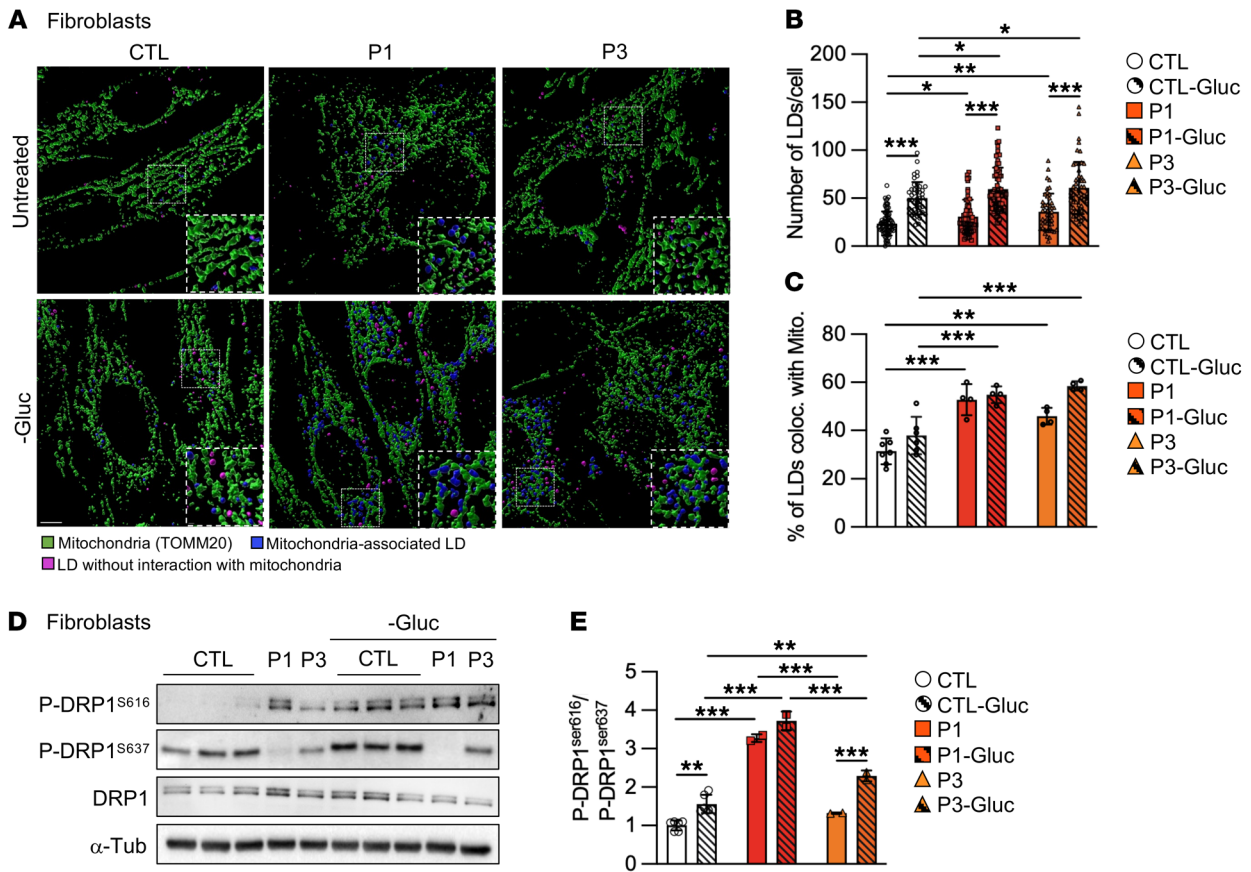 A Fibroblasts
CTL P1 P3
Untreated
-Gluc
Mitochondria (TOMM20) Mitochondria-associated LD
LD without interaction with mitochondria
B
Number of LDs/cell
200
150
100
50
0
*
*
**
*
***
***
***
CTL
CTL-Gluc
P1
P1-Gluc
P3
P3-Gluc
C
% of LDs coloc. with Mito.
80
60
40
20
0
***
**
***
***
CTL
CTL-Gluc
P1
P1-Gluc
P3
P3-Gluc
D Fibroblasts
-Gluc
CTL P1 P3 CTL P1 P3
P-DRP1S616
P-DRP1S637
DRP1
α-Tub
E
P-DRP1ser616/
P-DRP1ser637
5
4
3
2
1
0
**
***
*** ***
***
** ***
CTL
CTL-Gluc
P1
P1-Gluc
P3
P3-Gluc